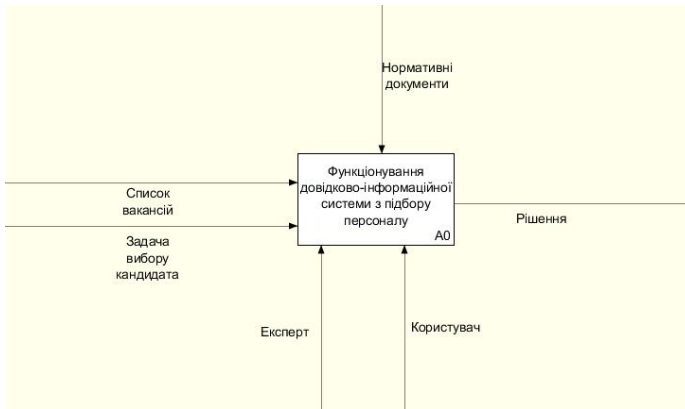 Нормативні
документи
Функціонування
довідково-інформаційної
системи з підбору
персоналу
A0
Список
вакансій
Задача
вибору
кандидата
Рішення
Експерт
Користувач